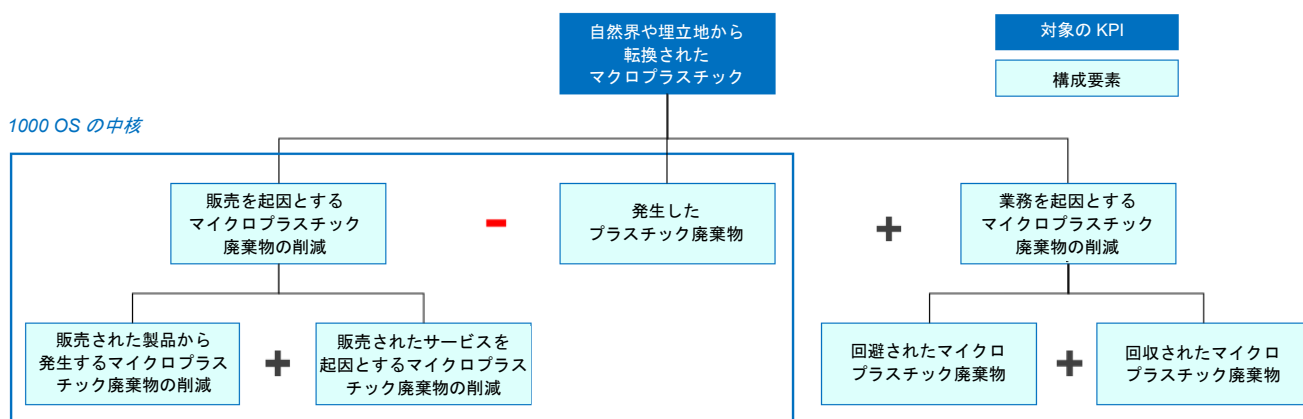 自然界や埋立地から
転換された
マクロプラスチック
対象の KPI
構成要素
1000 OS の中核
販売を起因とする
マイクロプラスチック
廃棄物の削減
-
発生した
プラスチック廃棄物
+
業務を起因とする
マイクロプラスチック
廃棄物の削減
販売された製品から
発生するマイクロプラス
チック廃棄物の削減
+
販売されたサービスを
起因とするマイクロプラス
チック廃棄物の削減
回避されたマイクロ
プラスチック廃棄物
+
回収されたマイクロ
プラスチック廃棄物